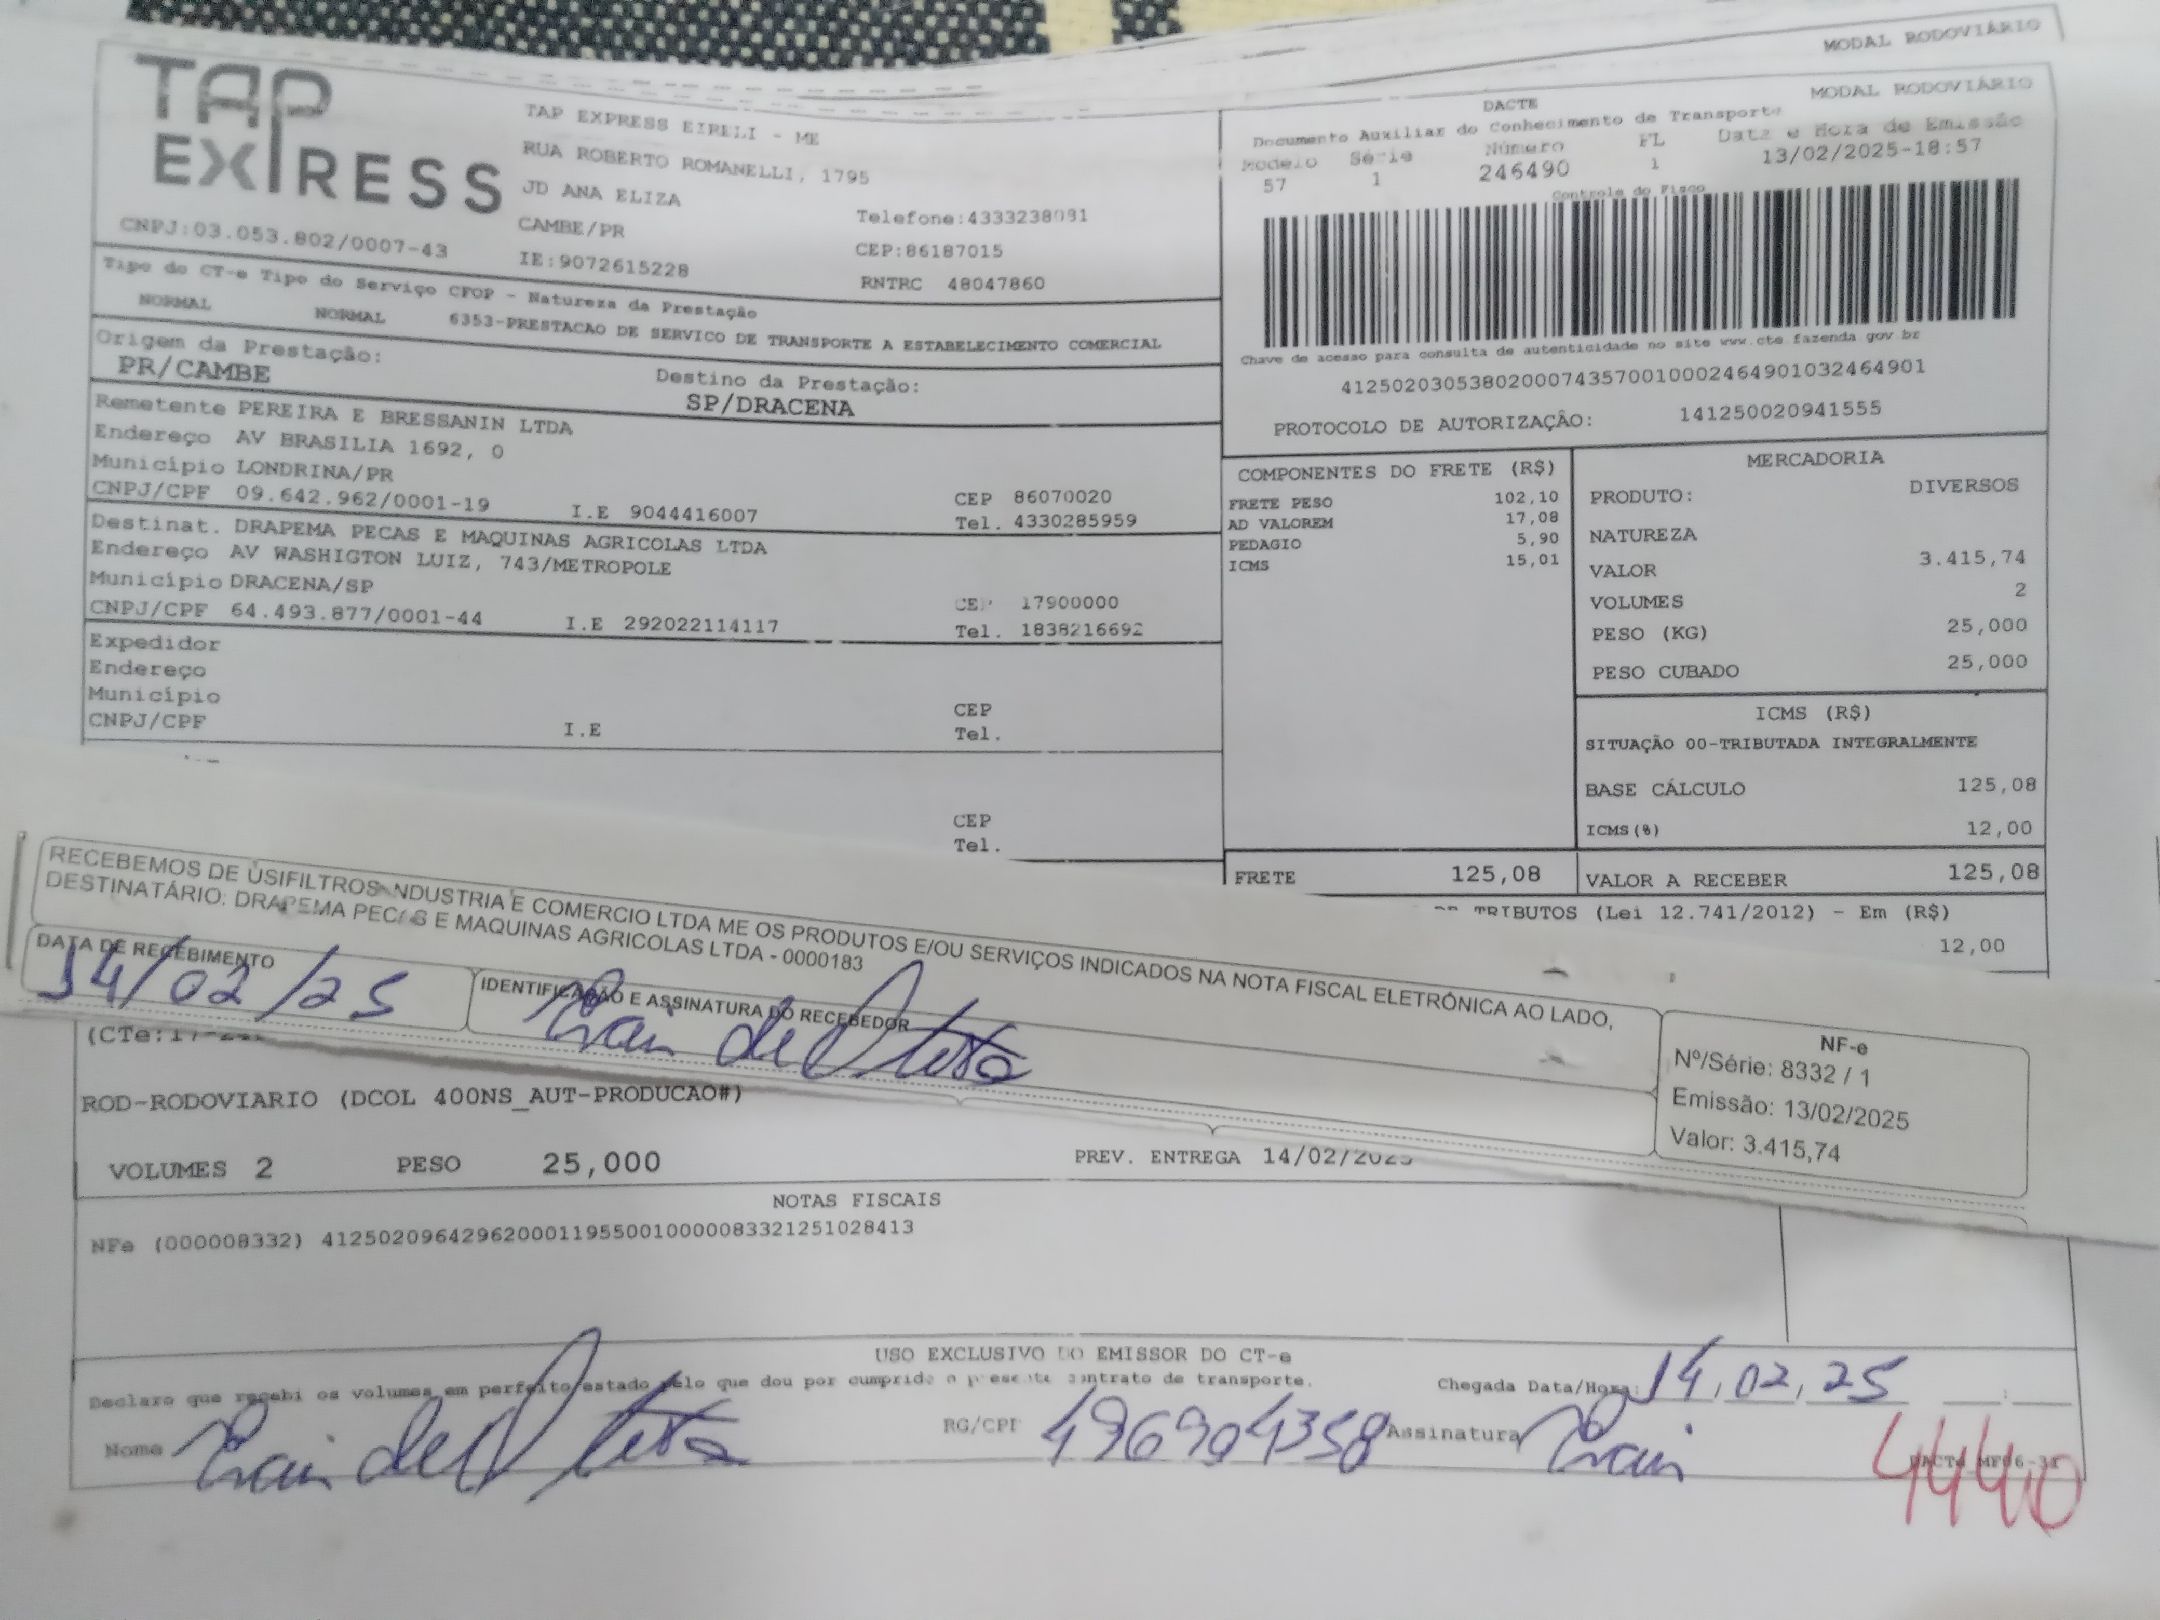 MODAL RODOVIÁRIO
TAP EXPRESS
CNPJ:03.053.802/0007-43
TAP EXPRESS EIRELI - ME
RUA ROBERTO ROMANELLI, 1795
JD ANA ELIZA
CAMBE/PR
IE:9072615228
Telefone:4333238081
CEP:86187015
RNTRC 48047860
MODAL RODOVIÁRIO
DACTE
Documento Auxiliar do Conhecimento de Transporte
Modelo Série Número FL Data e Hora de Emissão
57 1 246490 1 13/02/2025-18:57
Controle do Fisco
Chave de acesso para consulta de autenticidade no site www.cte.fazenda.gov.br
41250203053802000743570010002464901032464901
PROTOCOLO DE AUTORIZAÇÃO: 141250020941555
Tipo do CT-e Tipo do Serviço CFOP - Natureza da Prestação
NORMAL NORMAL 6353-PRESTACAO DE SERVICO DE TRANSPORTE A ESTABELECIMENTO COMERCIAL
Origem da Prestação: Destino da Prestação:
PR/CAMBE SP/DRACENA
Remetente PEREIRA E BRESSANIN LTDA
Endereço AV BRASILIA 1692, 0
Município LONDRINA/PR CEP 86070020
CNPJ/CPF 09.642.962/0001-19 I.E 9044416007 Tel. 4330285959
Destinat. DRAPEMA PECAS E MAQUINAS AGRICOLAS LTDA
Endereço AV WASHIGTON LUIZ, 743/METROPOLE
Município DRACENA/SP CEP 17900000
CNPJ/CPF 64.493.877/0001-44 I.E 292022114117 Tel. 1838216692
Expedidor
Endereço
Município CEP
CNPJ/CPF I.E Tel.
CEP
Tel.
COMPONENTES DO FRETE (R$)
FRETE PESO 102,10
AD VALOREM 17,08
PEDAGIO 5,90
ICMS 15,01
MERCADORIA
PRODUTO: DIVERSOS
NATUREZA
VALOR 3.415,74
VOLUMES 2
PESO (KG) 25,000
PESO CUBADO 25,000
ICMS (R$)
SITUAÇÃO 00-TRIBUTADA INTEGRALMENTE
BASE CÁLCULO 125,08
ICMS(%) 12,00
FRETE 125,08 VALOR A RECEBER 125,08
TRIBUTOS (Lei 12.741/2012) - Em (R$)
12,00
RECEBEMOS DE USIFILTROS INDUSTRIA E COMERCIO LTDA ME OS PRODUTOS E/OU SERVIÇOS INDICADOS NA NOTA FISCAL ELETRÔNICA AO LADO,
DESTINATÁRIO: DRAPEMA PECAS E MAQUINAS AGRICOLAS LTDA - 0000183
DATA DE RECEBIMENTO IDENTIFICAÇÃO E ASSINATURA DO RECEBEDOR
14/02/25
NF-e
Nº/Série: 8332 / 1
Emissão: 13/02/2025
Valor: 3.415,74
(CTe:
ROD-RODOVIARIO (DCOL 400NS_AUT-PRODUCAO#)
VOLUMES 2 PESO 25,000 PREV. ENTREGA 14/02/2025
NOTAS FISCAIS
NFe (000008332) 41250209642962000119550010000083321251028413
USO EXCLUSIVO DO EMISSOR DO CT-e
Declaro que recebi os volumes em perfeito estado pelo que dou por cumprido o presente contrato de transporte. Chegada Data/Hora: 14,02,25 :
Nome RG/CPF 496904358 Assinatura
4440